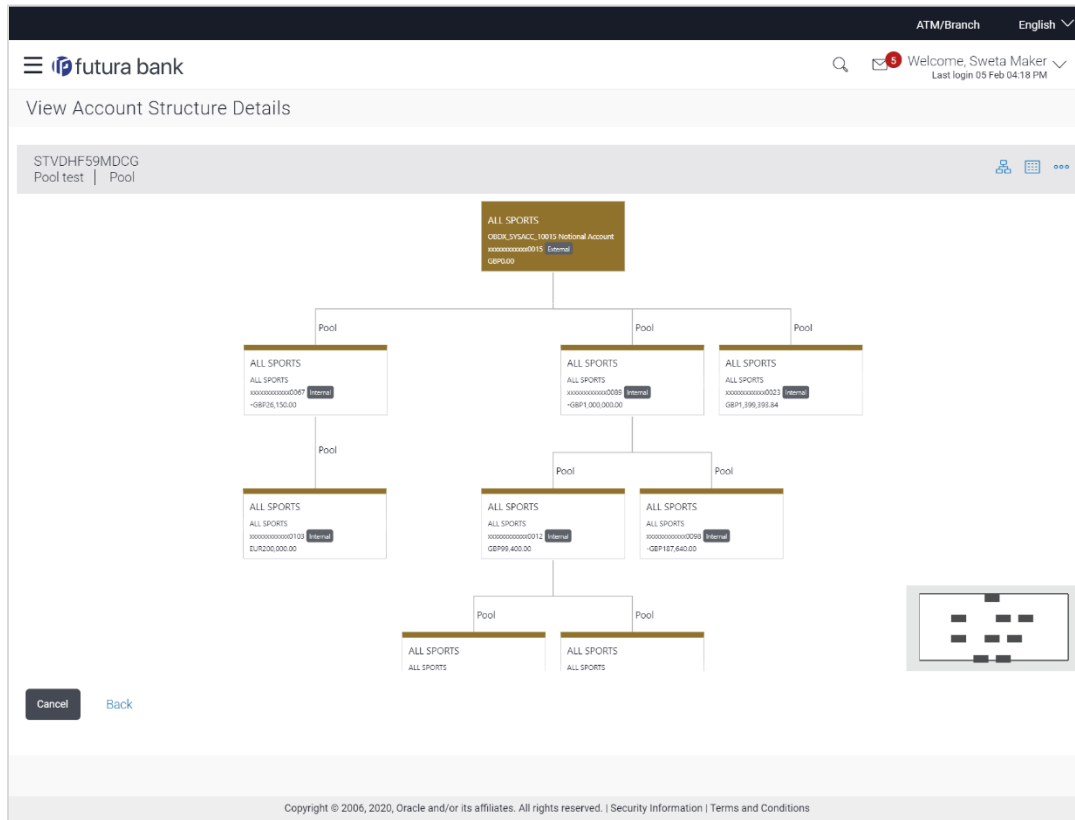 ATM/Branch English
futura bank
5 Welcome, Sweta Maker
Last login 05 Feb 04:18 PM
View Account Structure Details
STVDHF59MDCG
Pool test | Pool
ALL SPORTS
OBDX_SYSACC_10015 Notional Account
xxxxxxxxxxxx0015 External
GBP0.00
Pool Pool Pool
ALL SPORTS
ALL SPORTS
xxxxxxxxxxxx0067 Internal
-GBP26,150.00
ALL SPORTS
ALL SPORTS
xxxxxxxxxxxx0089 Internal
-GBP1,000,000.00
ALL SPORTS
ALL SPORTS
xxxxxxxxxxxx0023 Internal
GBP1,399,393.84
Pool
Pool Pool
ALL SPORTS
ALL SPORTS
xxxxxxxxxxxx0103 Internal
EUR200,000.00
ALL SPORTS
ALL SPORTS
xxxxxxxxxxxx0012 Internal
GBP99,400.00
ALL SPORTS
ALL SPORTS
xxxxxxxxxxxx0098 Internal
-GBP187,640.00
Pool Pool
ALL SPORTS
ALL SPORTS
ALL SPORTS
ALL SPORTS
Cancel Back
Copyright © 2006, 2020, Oracle and/or its affiliates. All rights reserved. | Security Information | Terms and Conditions